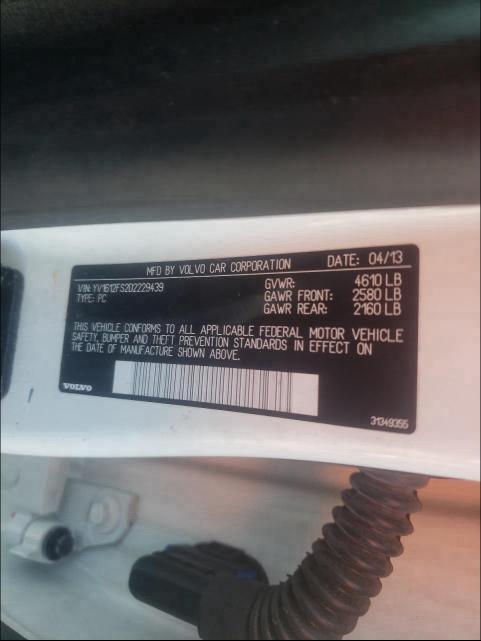 MFD BY VOLVO CAR CORPORATION DATE: 04/13
VIN: YV1612FS2D2229439 GVWR: 4610 LB
TYPE: PC GAWR FRONT: 2580 LB
GAWR REAR: 2160 LB
THIS VEHICLE CONFORMS TO ALL APPLICABLE FEDERAL MOTOR VEHICLE
SAFETY, BUMPER AND THEFT PREVENTION STANDARDS IN EFFECT ON
THE DATE OF MANUFACTURE SHOWN ABOVE.
VOLVO
31349355